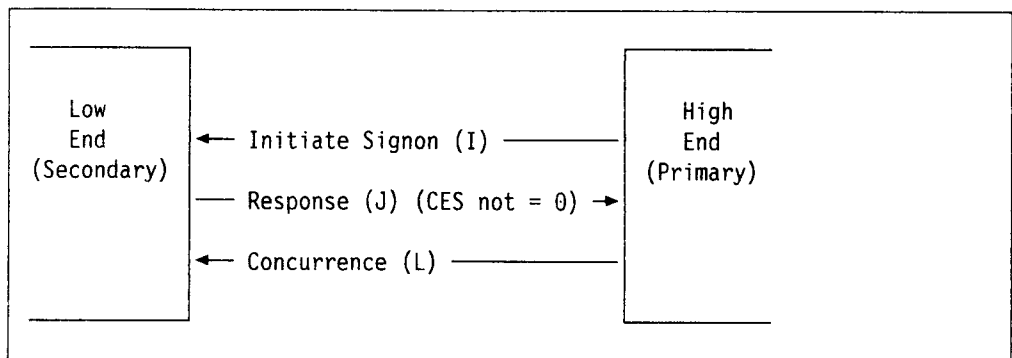 Low
End
(Secondary)
High
End
(Primary)
Initiate Signon (I)
Response (J) (CES not = 0)
Concurrence (L)